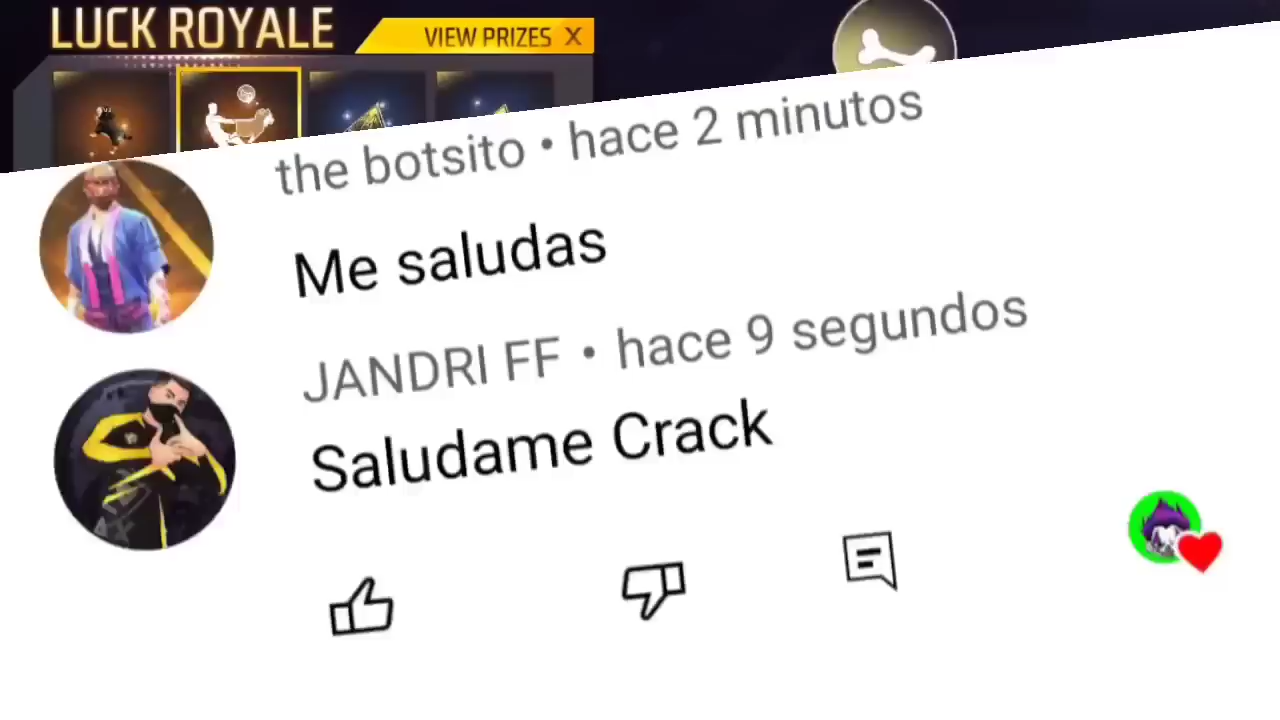 LUCK ROYALE
VIEW PRIZES X
the botsito • hace 2 minutos
Me saludas
JANDRI FF • hace 9 segundos
Saludame Crack